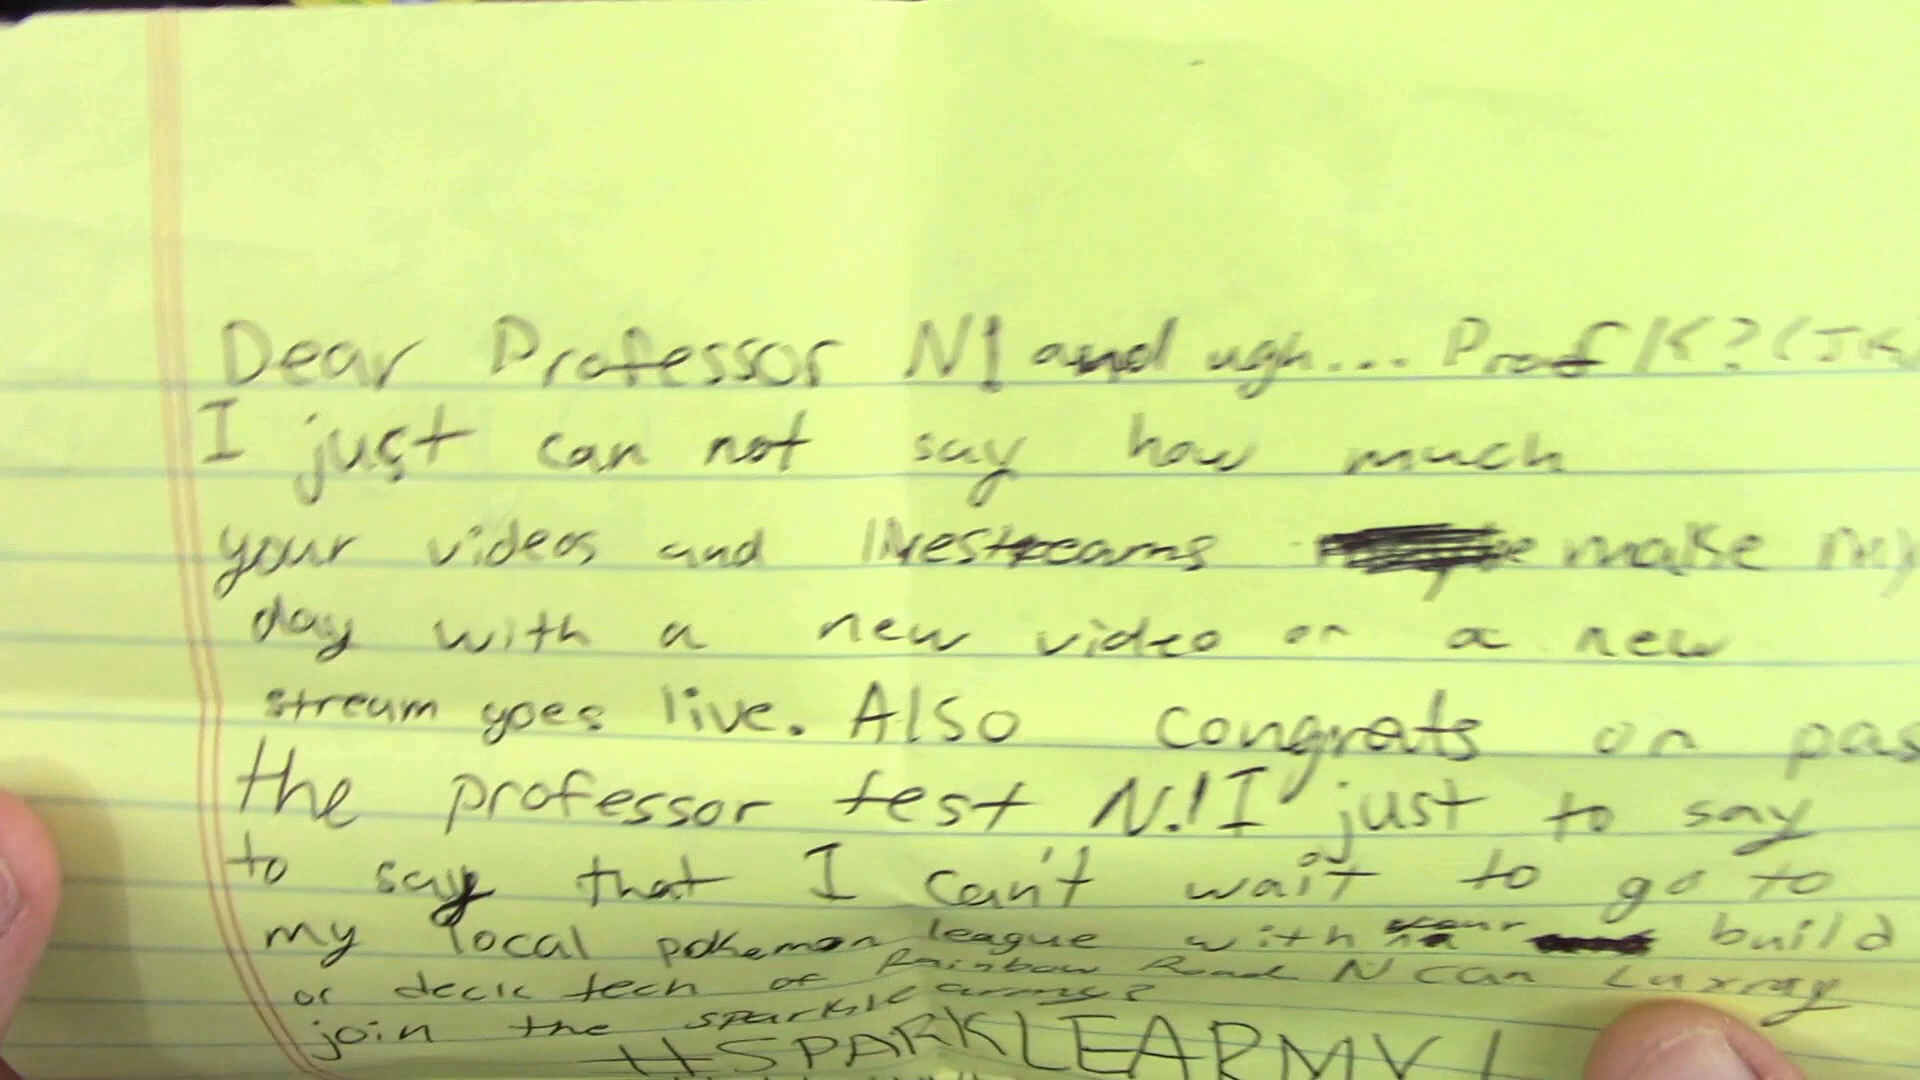 Dear Professor N! and ugh... Prof K? (JK)
I just can not say how much
your videos and livestreams make my
day with a new video or a new
stream goes live. Also congrats on pas
the professor test N.! I just to say
to say that I can't wait to go to
my local pokemon league with your build
or deck tech of Rainbow Road N can Luxray
join the sparkle army?
#SPARKLEARMY!